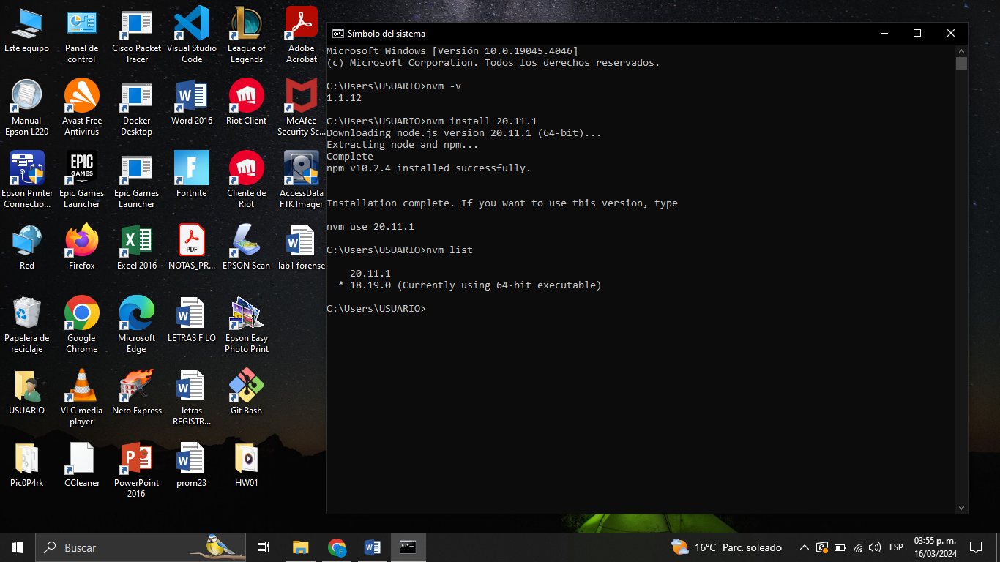 Este equipo
Panel de
control
Cisco Packet
Tracer
Visual Studio
Code
League of
Legends
Adobe
Acrobat
Manual
Epson L220
Avast Free
Antivirus
Docker
Desktop
Word 2016
Riot Client
McAfee
Security Sc...
Epson Printer
Connectio...
EPIC
GAMES
Epic Games
Launcher
Epic Games
Launcher
Fortnite
Cliente de
Riot
AccessData
FTK Imager
Red
Firefox
Excel 2016
PDF
NOTAS_PR...
EPSON Scan
lab1 forense
Papelera de
reciclaje
Google
Chrome
Microsoft
Edge
LETRAS FILO
Epson Easy
Photo Print
USUARIO
VLC media
player
Nero Express
letras
REGISTR...
Git Bash
Pic0P4rk
CCleaner
PowerPoint
2016
prom23
HW01
Símbolo del sistema
Microsoft Windows [Versión 10.0.19045.4046]
(c) Microsoft Corporation. Todos los derechos reservados.
C:\Users\USUARIO>nvm -v
1.1.12
C:\Users\USUARIO>nvm install 20.11.1
Downloading node.js version 20.11.1 (64-bit)...
Extracting node and npm...
Complete
npm v10.2.4 installed successfully.
Installation complete. If you want to use this version, type
nvm use 20.11.1
C:\Users\USUARIO>nvm list
20.11.1
* 18.19.0 (Currently using 64-bit executable)
C:\Users\USUARIO>
Buscar
16°C Parc. soleado
ESP
03:55 p. m.
16/03/2024